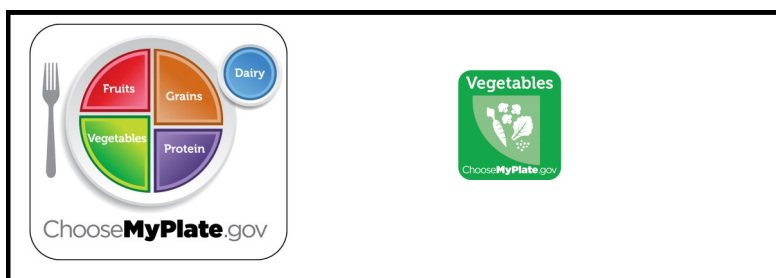 Dairy
Fruits
Grains
Vegetables
Protein
ChooseMyPlate.gov
Vegetables
ChooseMyPlate.gov